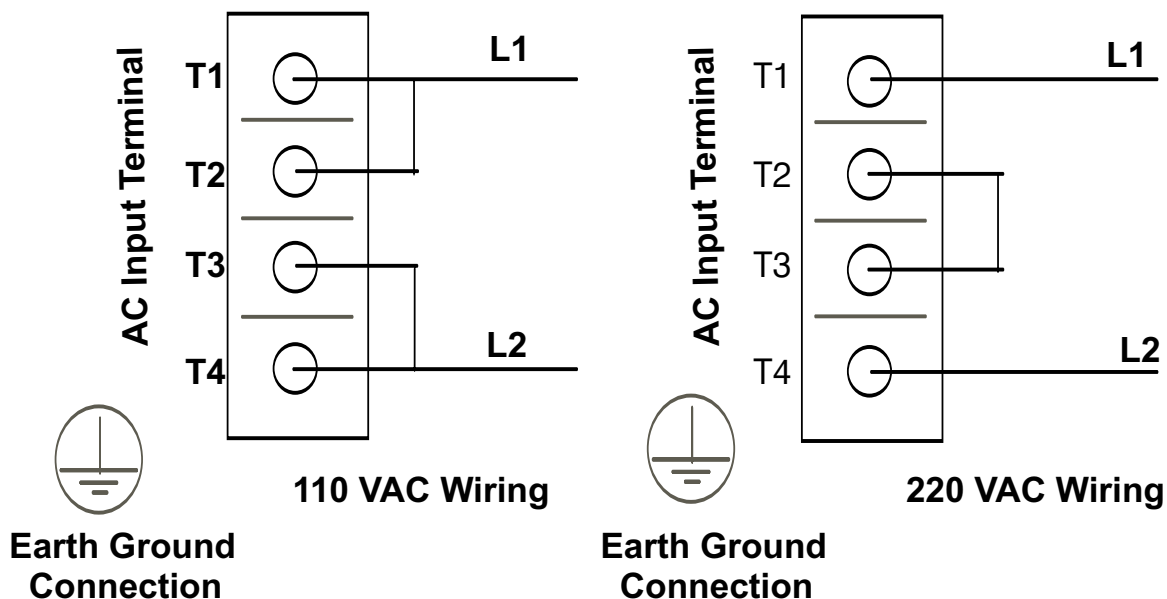 AC Input Terminal
T1
L1
T2
T3
T4
L2
110 VAC Wiring
Earth Ground
Connection
AC Input Terminal
T1
L1
T2
T3
T4
L2
220 VAC Wiring
Earth Ground
Connection